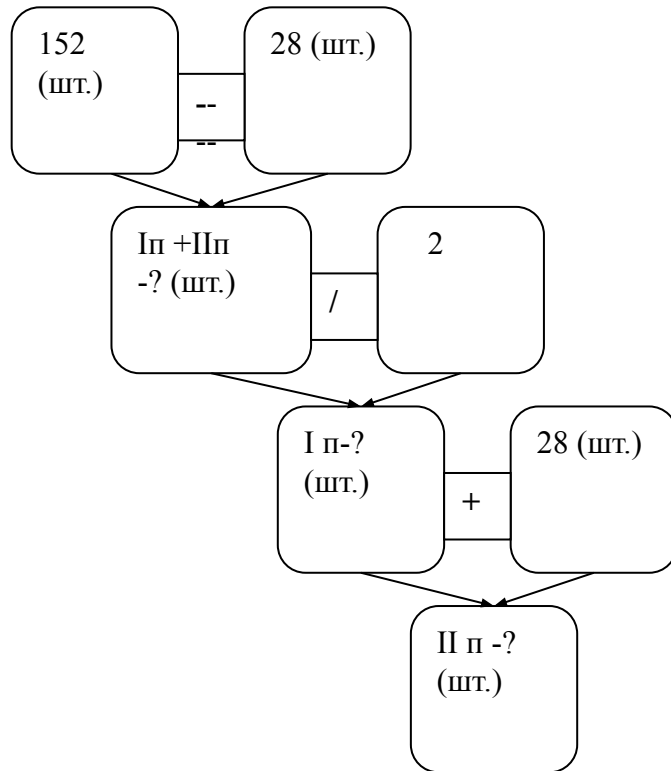 152
(шт.)
--
--
28 (шт.)
Iп +IIп
-? (шт.)
/
2
I п-?
(шт.)
+
28 (шт.)
II п -?
(шт.)